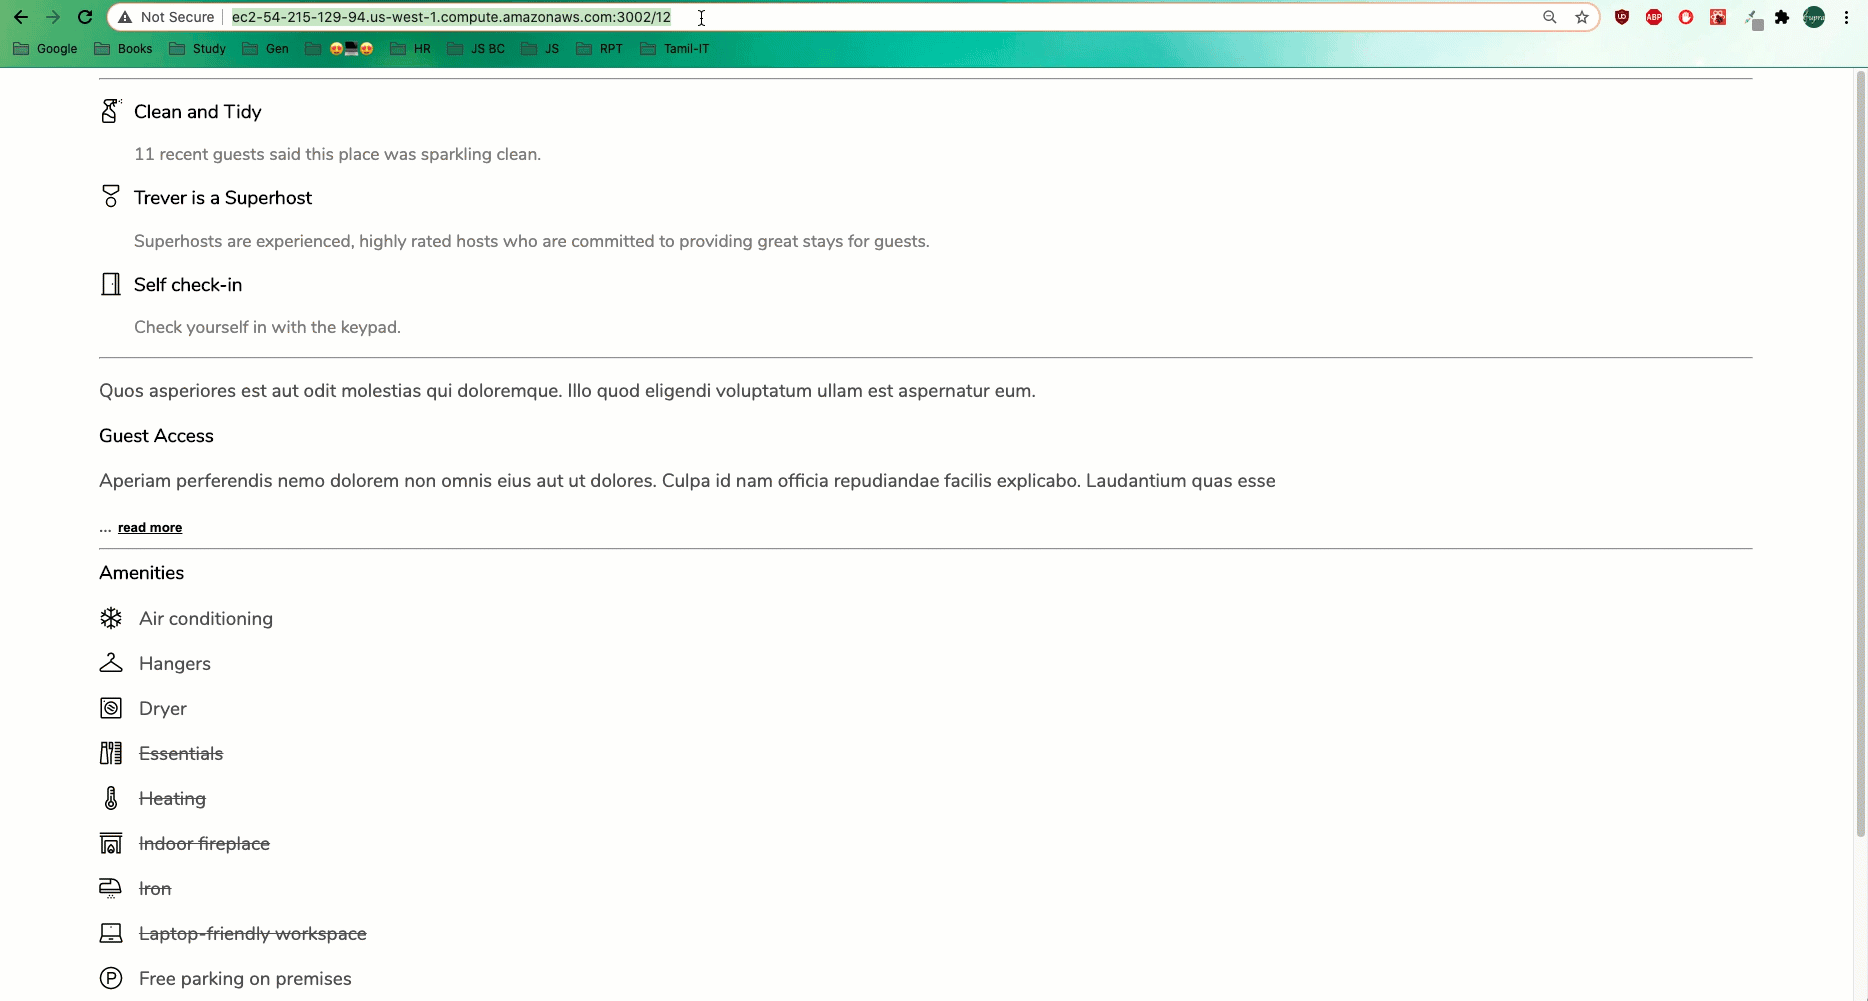 Not Secure ec2-54-215-129-94.us-west-1.compute.amazonaws.com:3002/12
Google Books Study Gen HR JS BC JS RPT Tamil-IT
Clean and Tidy
11 recent guests said this place was sparkling clean.
Trever is a Superhost
Superhosts are experienced, highly rated hosts who are committed to providing great stays for guests.
Self check-in
Check yourself in with the keypad.
Quos asperiores est aut odit molestias qui doloremque. Illo quod eligendi voluptatum ullam est aspernatur eum.
Guest Access
Aperiam perferendis nemo dolorem non omnis eius aut ut dolores. Culpa id nam officia repudiandae facilis explicabo. Laudantium quas esse
... read more
Amenities
Air conditioning
Hangers
Dryer
Essentials
Heating
Indoor fireplace
Iron
Laptop-friendly workspace
Free parking on premises